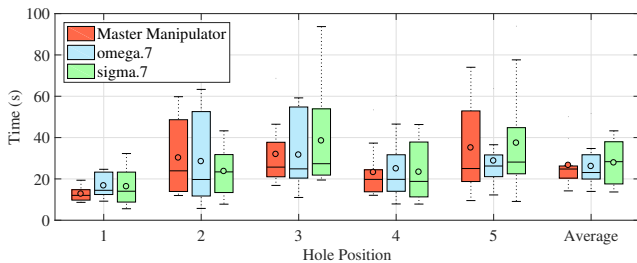 100
80
60
40
20
0
Time (s)
Master Manipulator
omega.7
sigma.7
1 2 3 4 5 Average
Hole Position